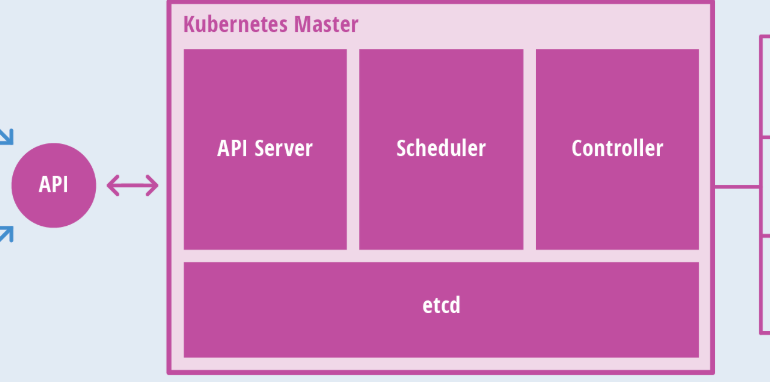 Kubernetes Master
API Server
Scheduler
Controller
API
etcd